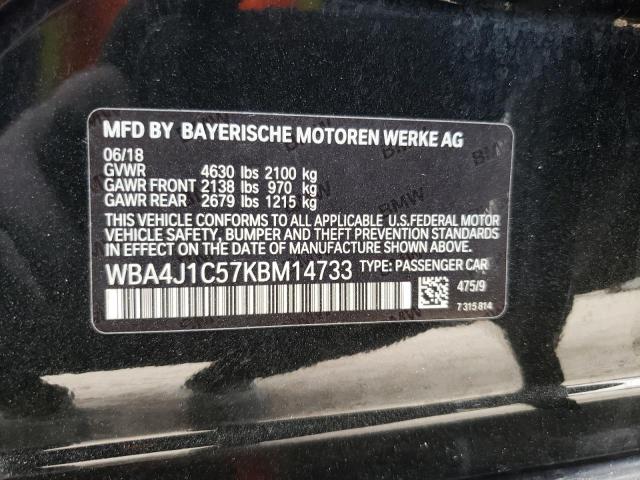 MFD BY BAYERISCHE MOTOREN WERKE AG
06/18
GVWR 4630 lbs 2100 kg
GAWR FRONT 2138 lbs 970 kg
GAWR REAR 2679 lbs 1215 kg
THIS VEHICLE CONFORMS TO ALL APPLICABLE U.S.FEDERAL MOTOR
VEHICLE SAFETY, BUMPER AND THEFT PREVENTION STANDARDS
IN EFFECT ON THE DATE OF MANUFACTURE SHOWN ABOVE.
WBA4J1C57KBM14733 TYPE: PASSENGER CAR
475/9
7 315 814